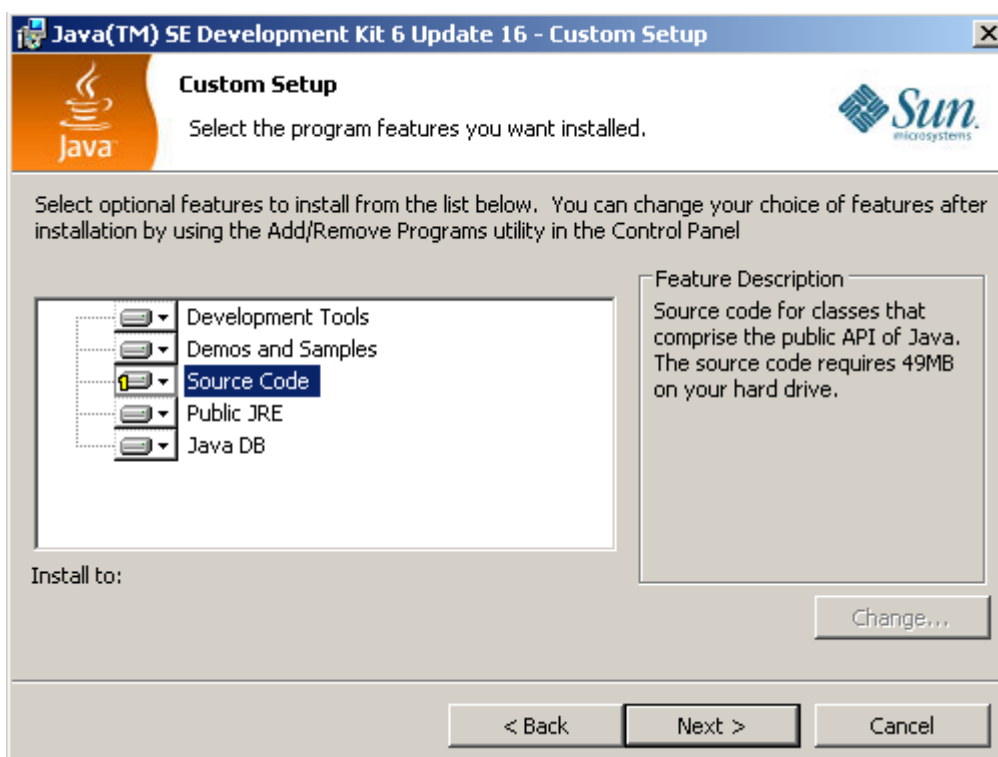 Java(TM) SE Development Kit 6 Update 16 - Custom Setup
Java
Custom Setup
Select the program features you want installed.
Sun
microsystems
Select optional features to install from the list below. You can change your choice of features after
installation by using the Add/Remove Programs utility in the Control Panel
Development Tools
Demos and Samples
1
Source Code
Public JRE
Java DB
Feature Description
Source code for classes that
comprise the public API of Java.
The source code requires 49MB
on your hard drive.
Install to:
Change...
< Back
Next >
Cancel